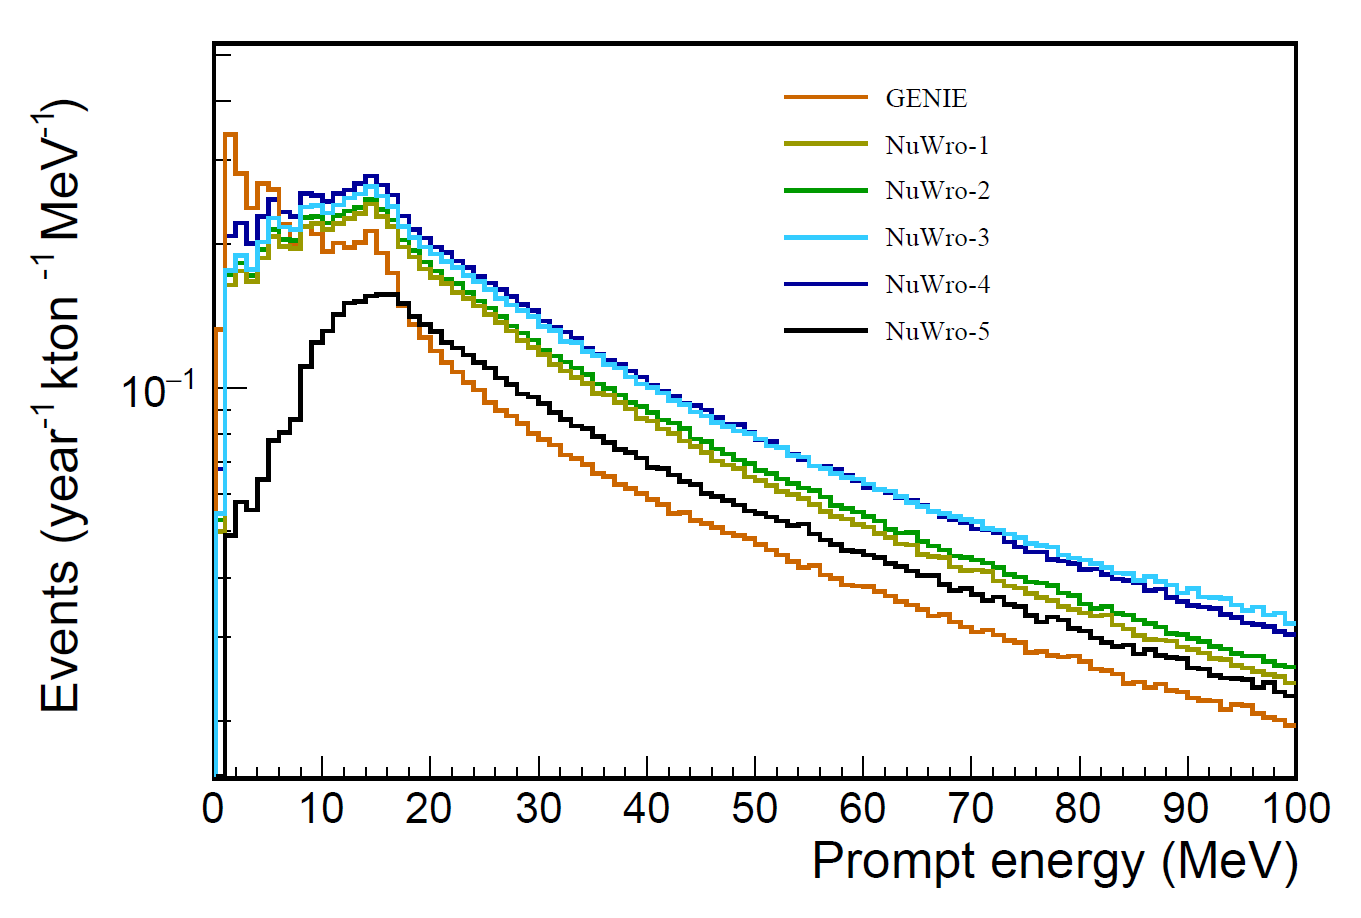 GENIE
NuWro-1
NuWro-2
NuWro-3
NuWro-4
NuWro-5
Events (year⁻¹ kton ⁻¹ MeV⁻¹)
10⁻¹
0 10 20 30 40 50 60 70 80 90 100
Prompt energy (MeV)